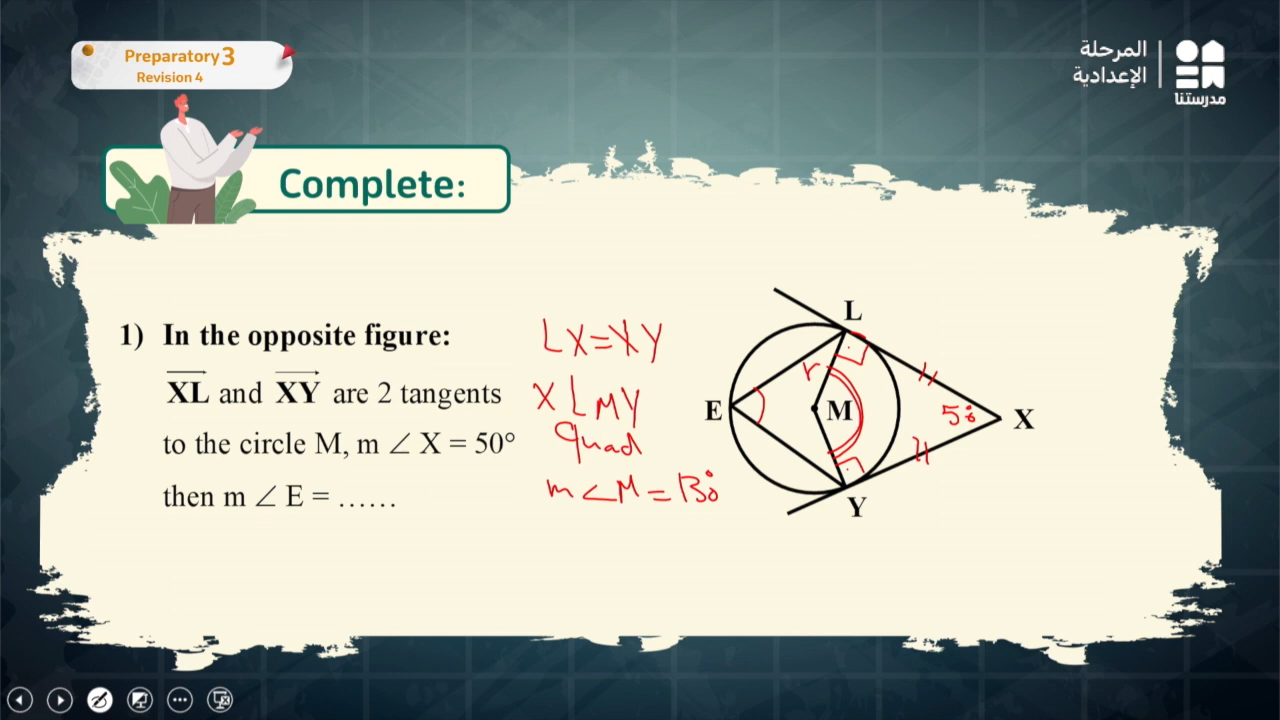 Preparatory 3
Revision 4
المرحلة
الإعدادية
مدرستنا
Complete:
1) In the opposite figure:
XL and XY are 2 tangents
to the circle M, m ∠ X = 50°
then m ∠ E = ......
LX=XY
XLMY
Quad
m∠M=130°
L
r
M
E
50°
X
Y